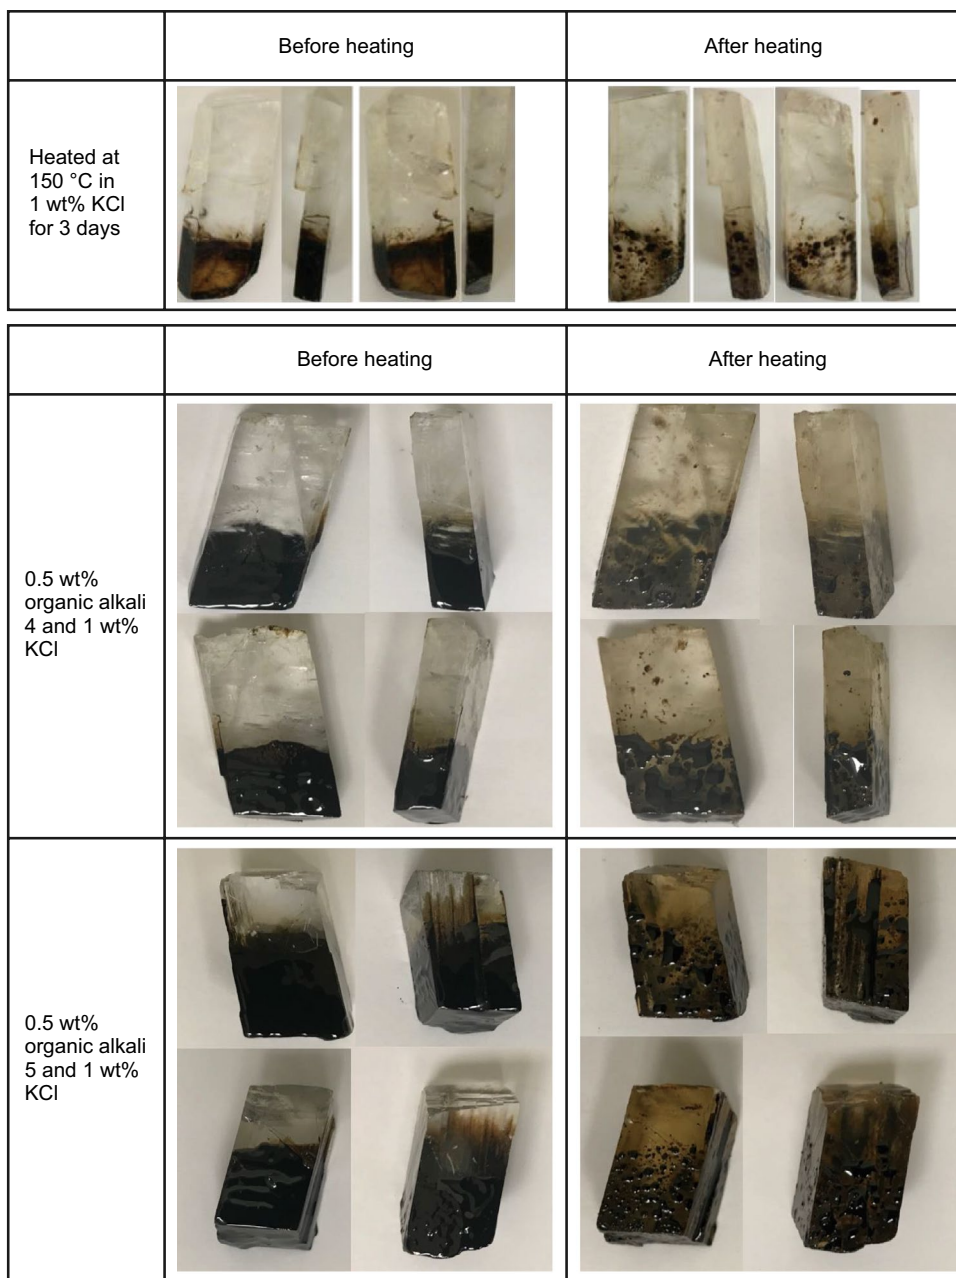 Before heating
After heating
Heated at
150 °C in
1 wt% KCl
for 3 days
Before heating
After heating
0.5 wt%
organic alkali
4 and 1 wt%
KCl
0.5 wt%
organic alkali
5 and 1 wt%
KCl